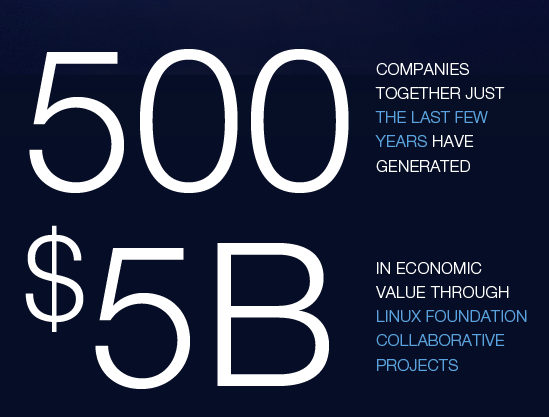 500
COMPANIES
TOGETHER JUST
THE LAST FEW
YEARS HAVE
GENERATED
$5B
IN ECONOMIC
VALUE THROUGH
LINUX FOUNDATION
COLLABORATIVE
PROJECTS